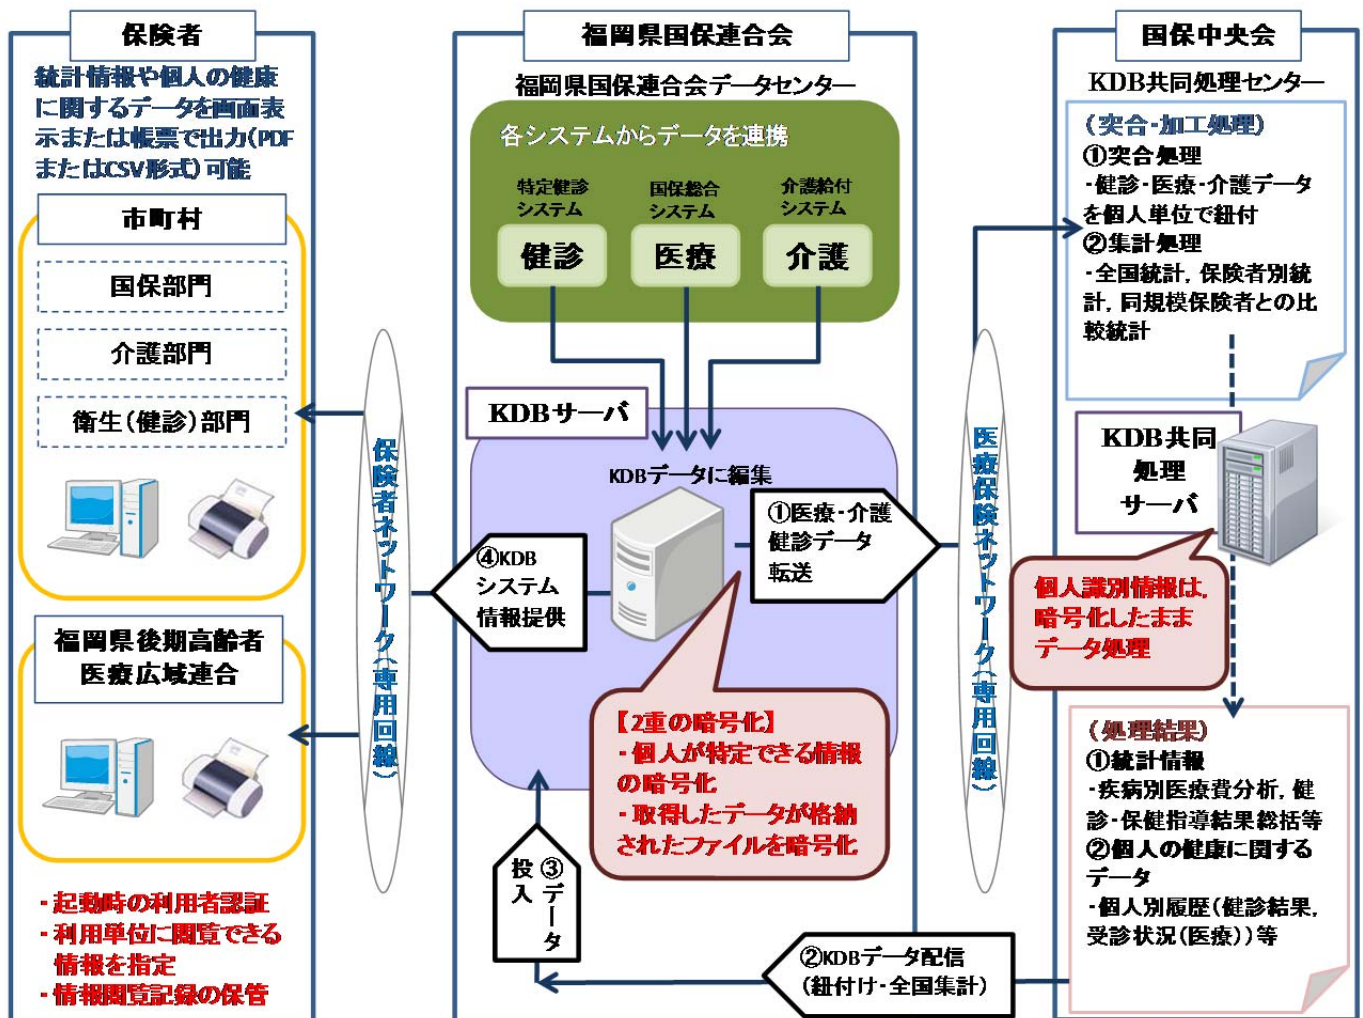 保険者
統計情報や個人の健康
に関するデータを画面表
示または帳票で出力(PDF
またはCSV形式)可能
市町村
国保部門
介護部門
衛生(健診)部門
福岡県後期高齢者
医療広域連合
・起動時の利用者認証
・利用単位に閲覧できる
情報を指定
・情報閲覧記録の保管
保険者ネットワーク(専用回線)
福岡県国保連合会
福岡県国保連合会データセンター
各システムからデータを連携
特定健診
システム
健診
国保総合
システム
医療
介護給付
システム
介護
KDBサーバ
KDBデータに編集
①医療・介護
健診データ
転送
④KDB
システム
情報提供
【2重の暗号化】
・個人が特定できる情報
の暗号化
・取得したデータが格納
されたファイルを暗号化
③データ
投入
②KDBデータ配信
(紐付け・全国集計)
医療保険ネットワーク(専用回線)
国保中央会
KDB共同処理センター
(突合・加工処理)
①突合処理
・健診・医療・介護データ
を個人単位で紐付
②集計処理
・全国統計,保険者別統
計,同規模保険者との比
較統計
KDB共同
処理
サーバ
個人識別情報は,
暗号化したまま
データ処理
(処理結果)
①統計情報
・疾病別医療費分析,健
診・保健指導結果総括等
②個人の健康に関する
データ
・個人別履歴(健診結果,
受診状況(医療))等